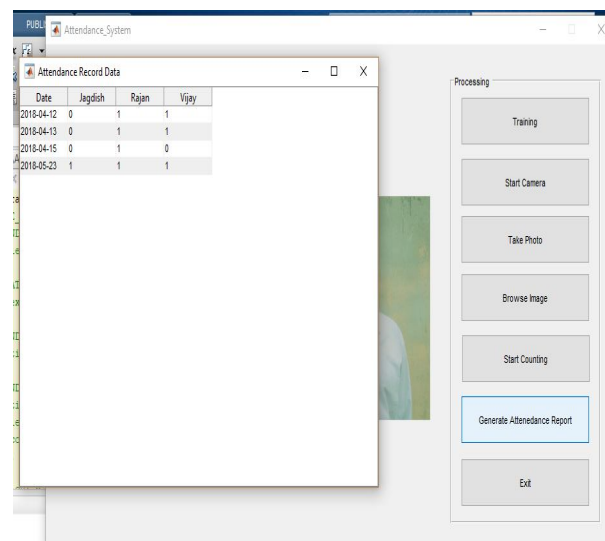 PUBL
Attendance_System
Attendance Record Data
Date Jagdish Rajan Vijay
2018-04-12 0 1 1
2018-04-13 0 1 1
2018-04-15 0 1 0
2018-05-23 1 1 1
Processing
Training
Start Camera
Take Photo
Browse Image
Start Counting
Generate Attenedance Report
Exit